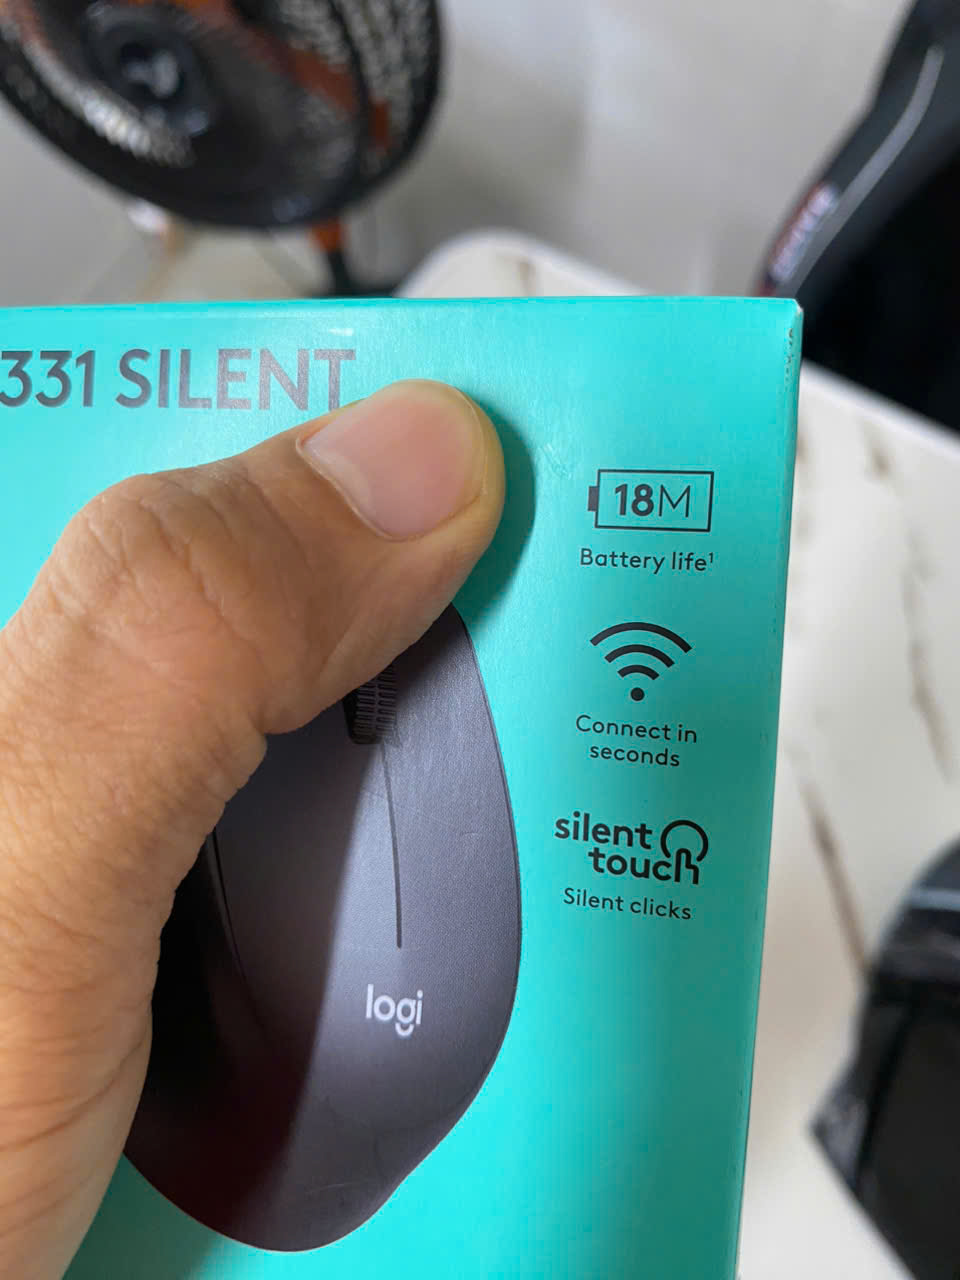 331 SILENT
18M
Battery life¹
Connect in
seconds
silent
touch
Silent clicks
logi